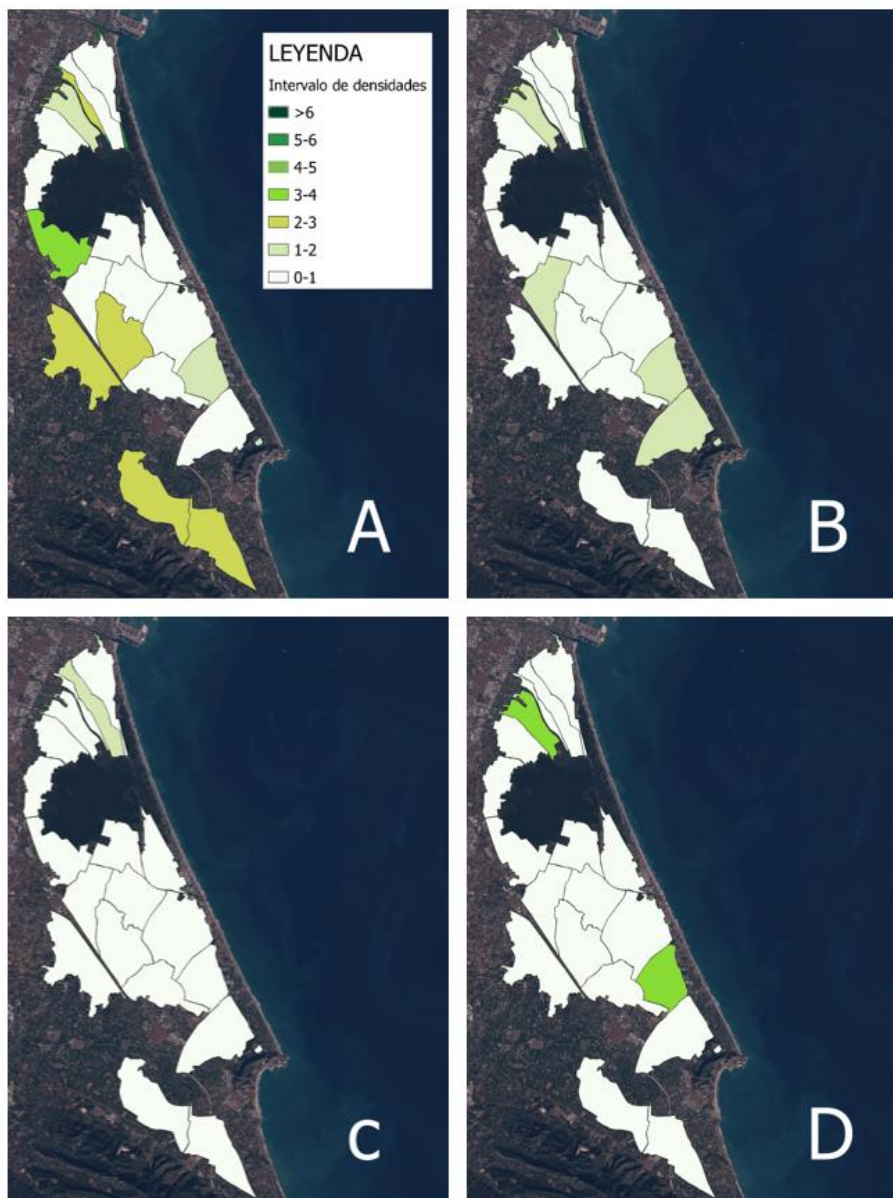 LEYENDA
Intervalo de densidades
>6
5-6
4-5
3-4
2-3
1-2
0-1
A
B
c
D